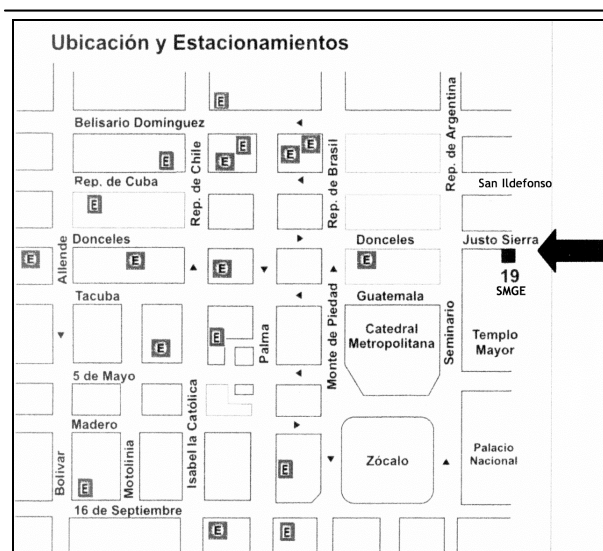 Ubicación y Estacionamientos
E
Belisario Domínguez
E
E
E
E
E
Rep. de Chile
Rep. de Brasil
Rep. de Argentina
Rep. de Cuba
San Ildefonso
E
Donceles
Donceles
Justo Sierra
E
E
E
E
Allende
19
SMGE
Tacuba
Guatemala
Palma
Monte de Piedad
Seminario
Catedral
Metropolitana
Templo
Mayor
E
E
5 de Mayo
Isabel la Católica
Madero
Bolívar
Motolinia
Zócalo
Palacio
Nacional
E
E
16 de Septiembre
E
E